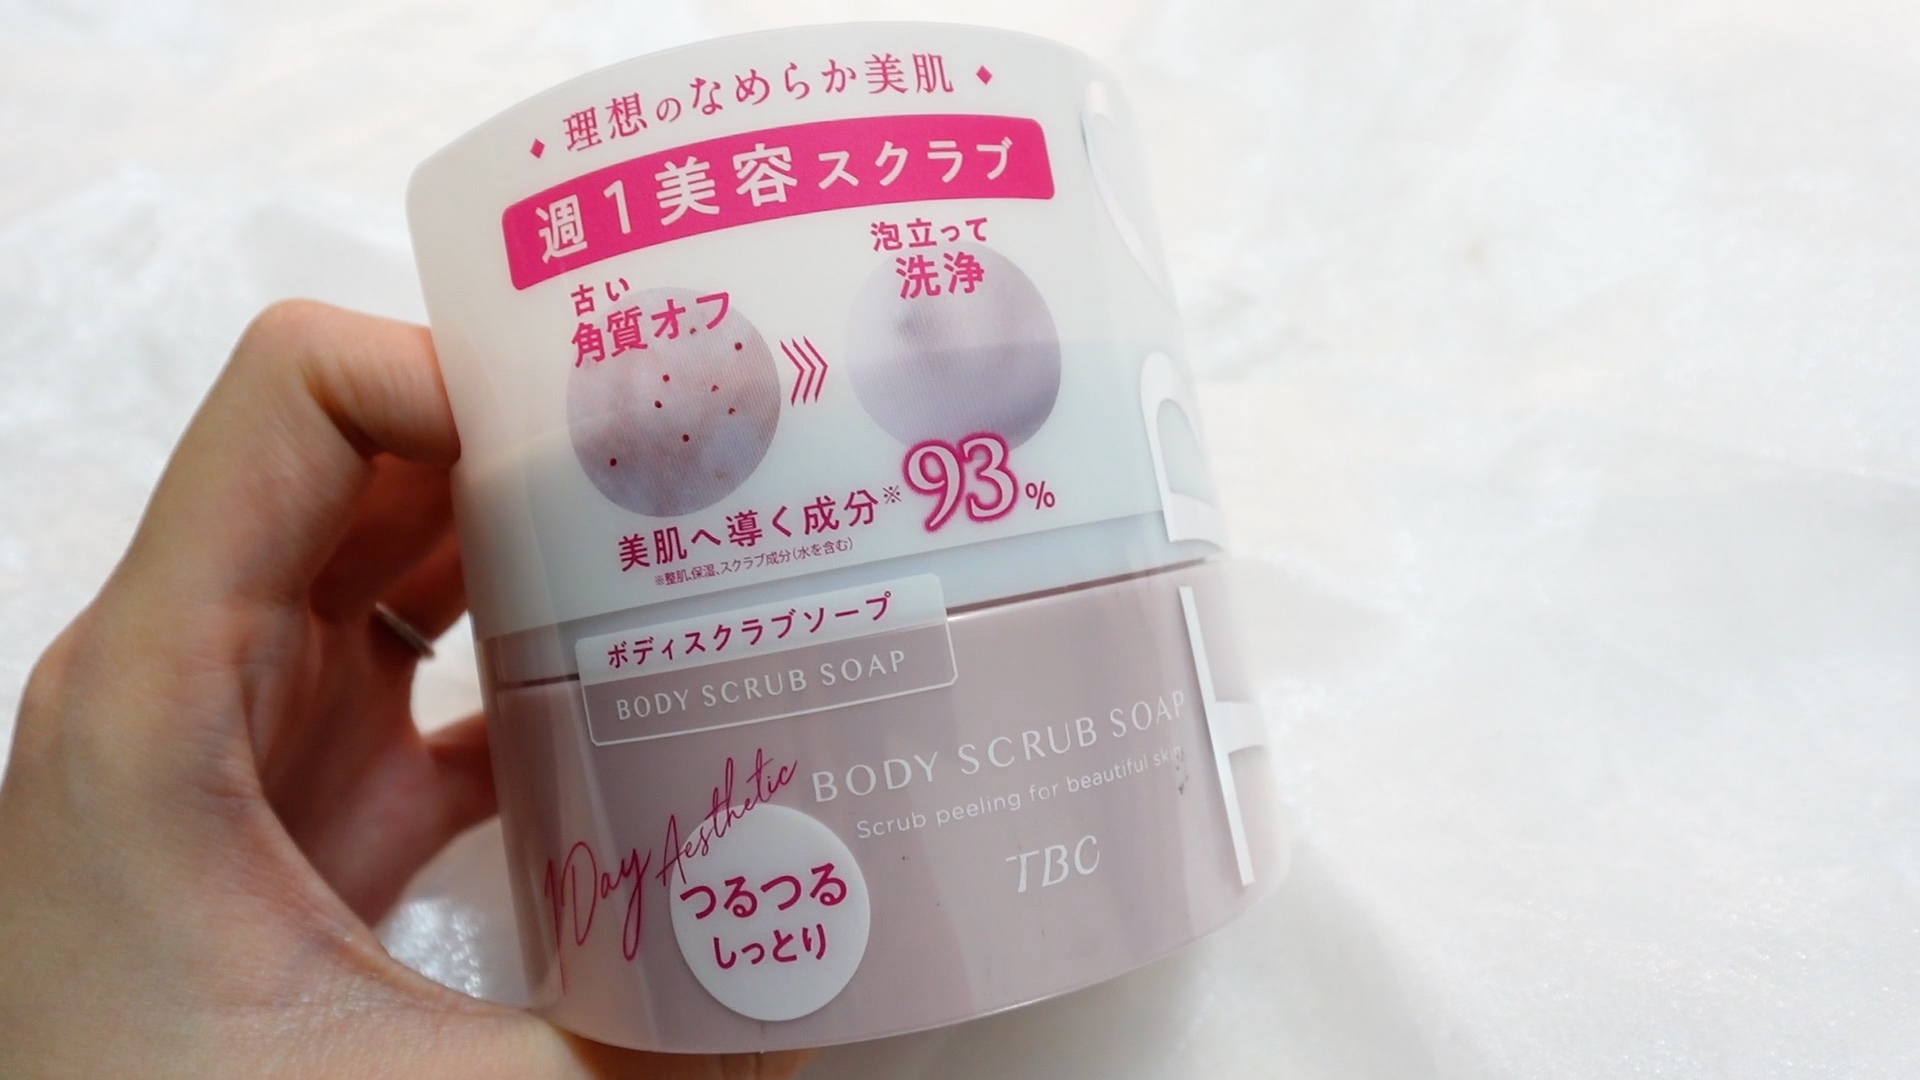 理想のなめらか美肌
週1美容スクラブ
古い
角質オフ
泡立って
洗浄
美肌へ導く成分※93%
※整肌、保湿、スクラブ成分(水を含む)
ボディスクラブソープ
BODY SCRUB SOAP
BODY SCRUB SOAP
Scrub peeling for beautiful skin
TBC
1Day Aesthetic
つるつる
しっとり